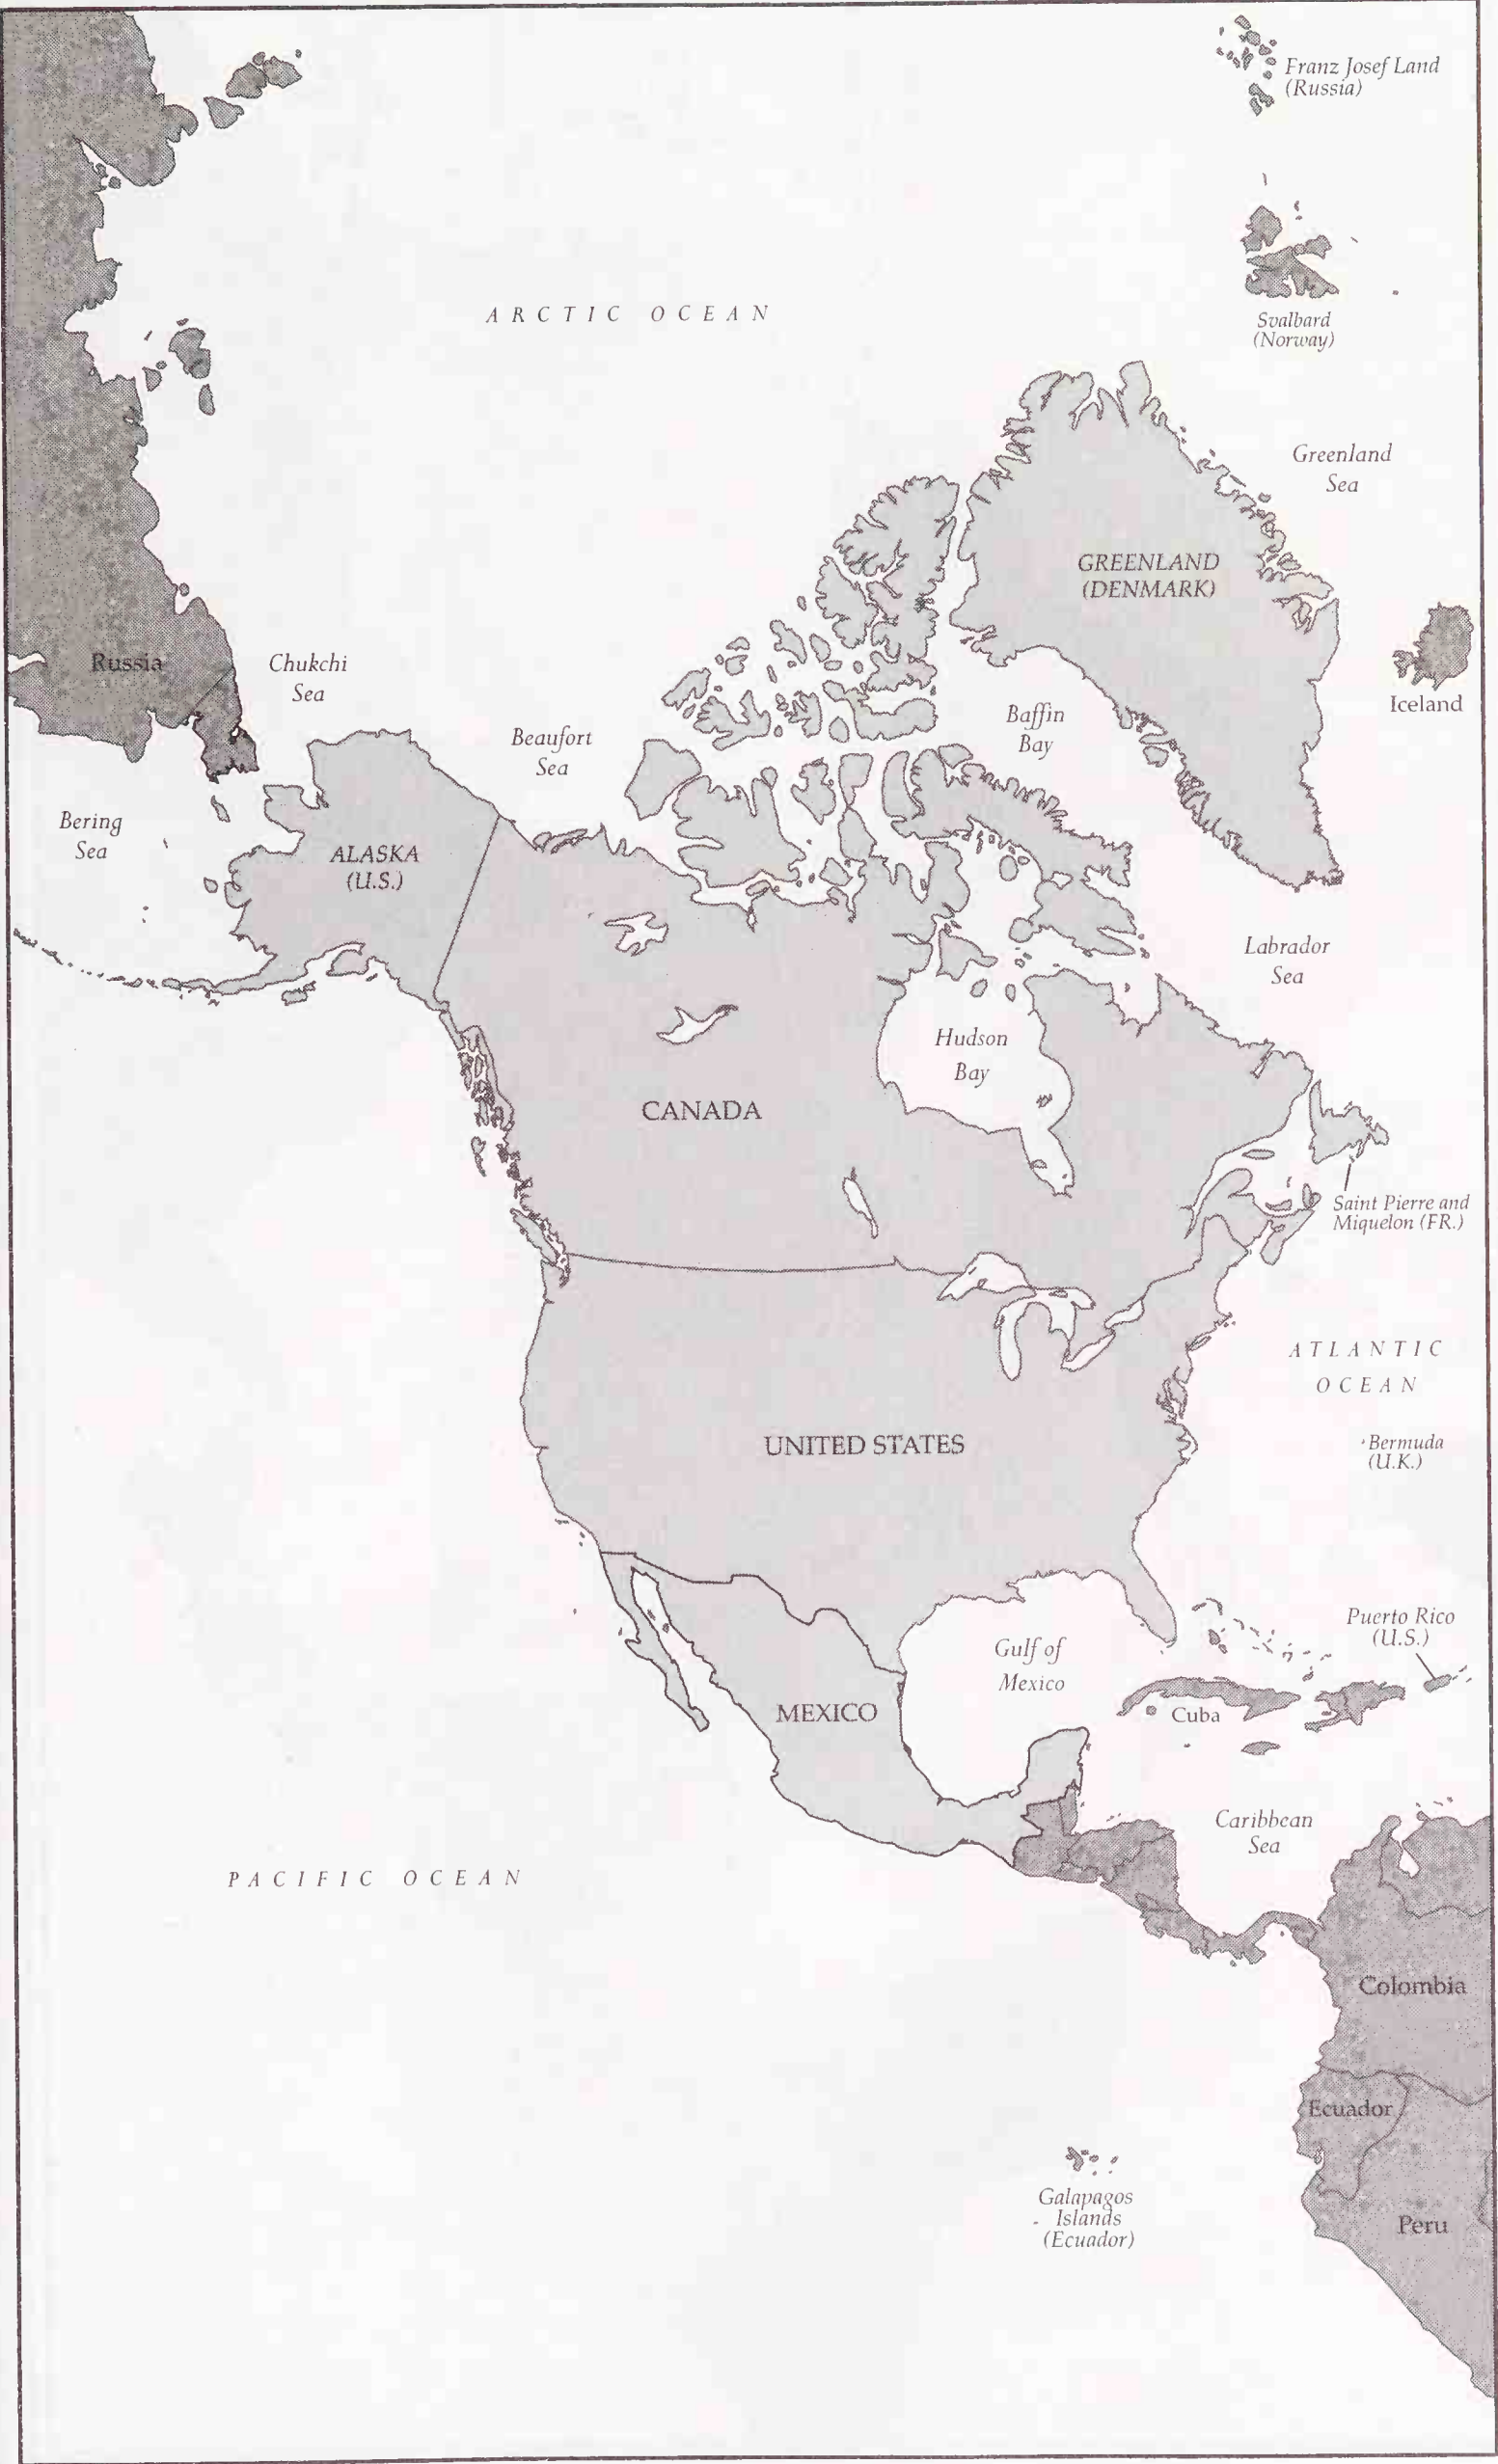 Franz Josef Land
(Russia)
ARCTIC OCEAN
Svalbard
(Norway)
Greenland
Sea
GREENLAND
(DENMARK)
Russia
Chukchi
Sea
Iceland
Baffin
Bay
Beaufort
Sea
Bering
Sea
ALASKA
(U.S.)
Labrador
Sea
Hudson
Bay
CANADA
Saint Pierre and
Miquelon (FR.)
ATLANTIC
OCEAN
UNITED STATES
Bermuda
(U.K.)
Puerto Rico
(U.S.)
Gulf of
Mexico
MEXICO
Cuba
Caribbean
Sea
PACIFIC OCEAN
Colombia
Ecuador
Galapagos
Islands
(Ecuador)
Peru